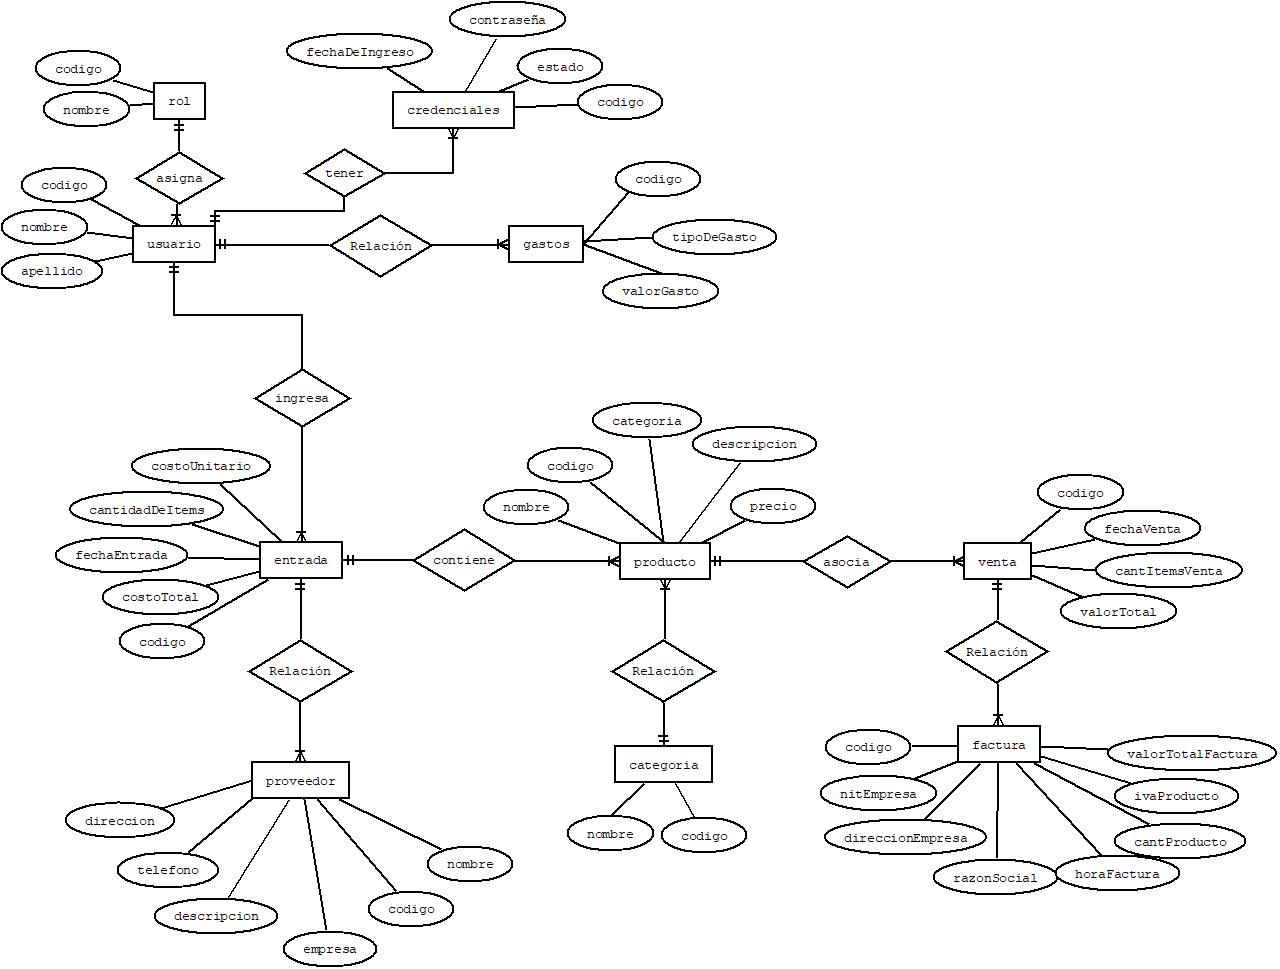 contraseña
fechaDeIngreso
estado
codigo
codigo
nombre
rol
credenciales
asigna
tener
codigo
nombre
apellido
usuario
Relación
gastos
codigo
tipoDeGasto
valorGasto
ingresa
costoUnitario
cantidadDeItems
fechaEntrada
costoTotal
codigo
entrada
contiene
categoria
descripcion
codigo
nombre
precio
producto
asocia
venta
codigo
fechaVenta
cantItemsVenta
valorTotal
Relación
Relación
Relación
proveedor
direccion
telefono
descripcion
empresa
codigo
nombre
categoria
nombre
codigo
factura
codigo
nitEmpresa
direccionEmpresa
razonSocial
horaFactura
cantProducto
ivaProducto
valorTotalFactura